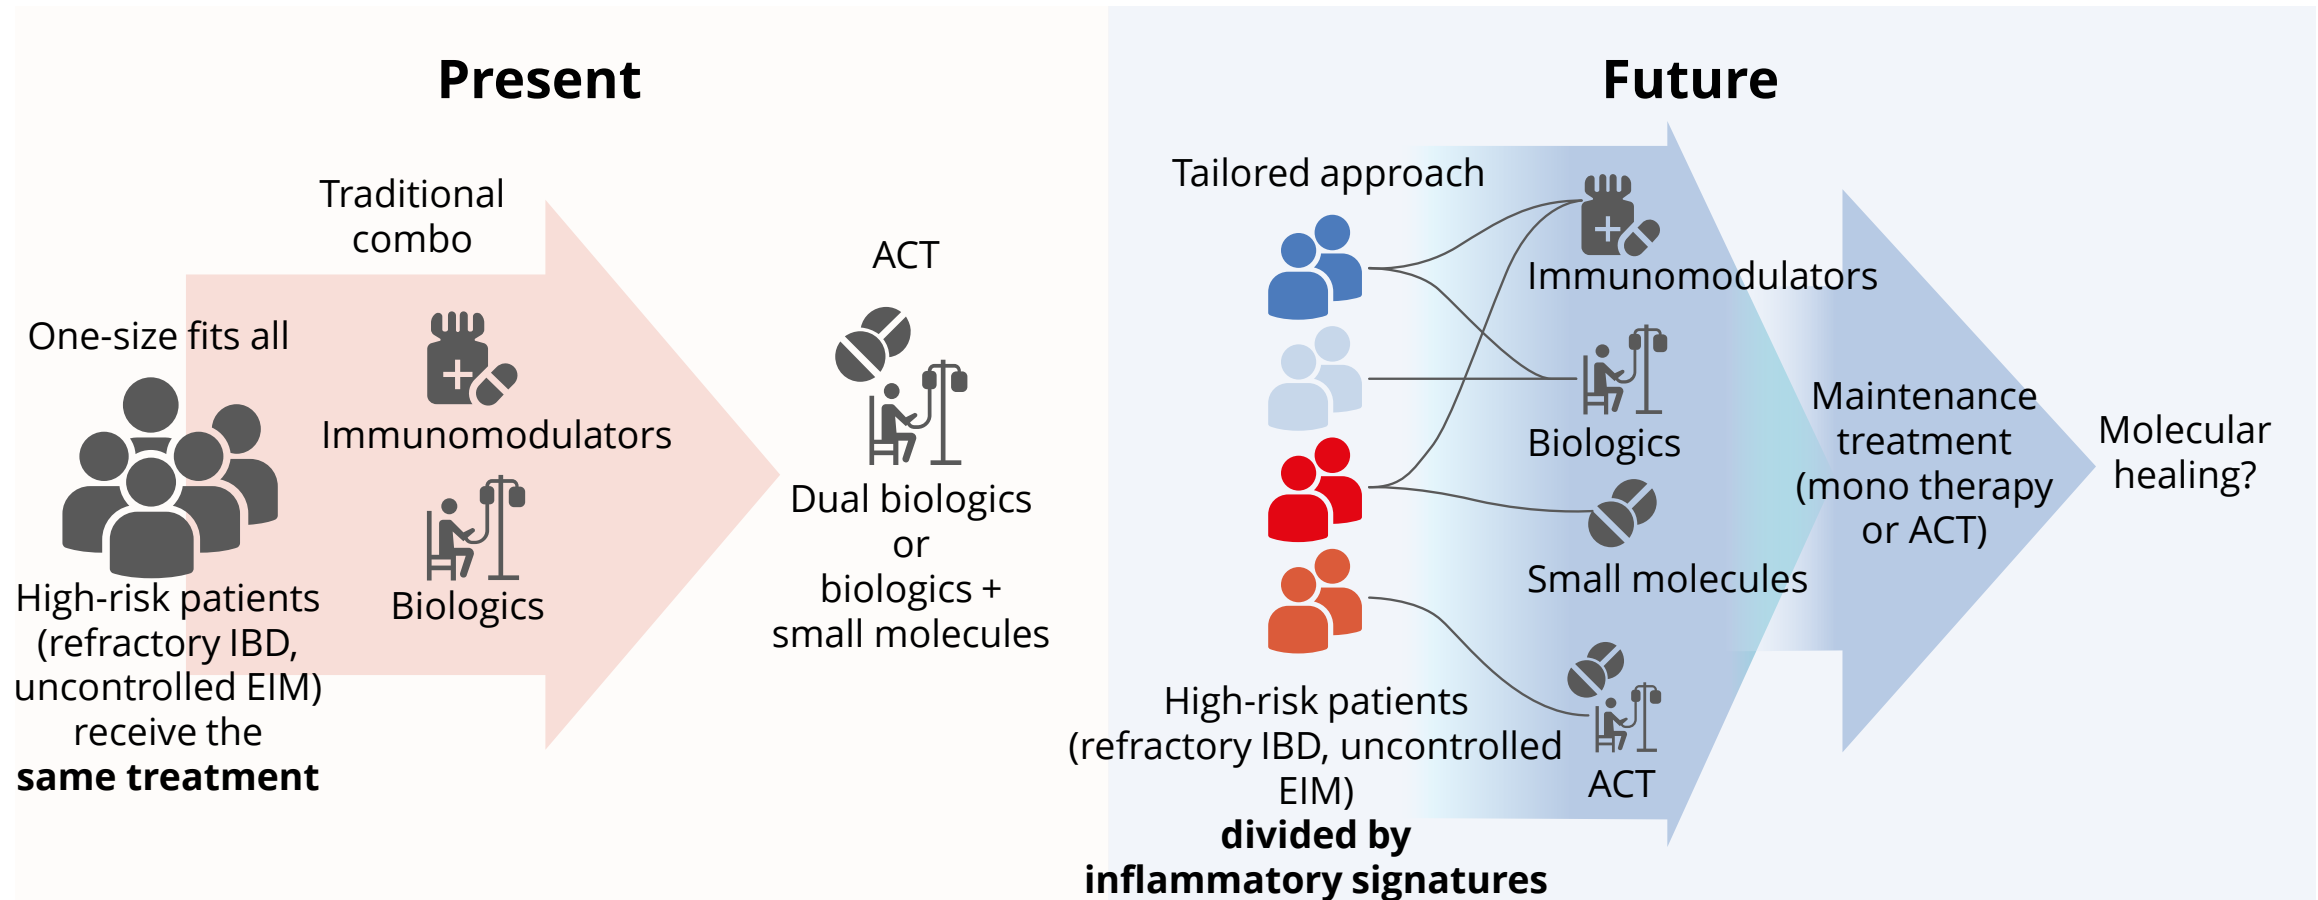 Present
Traditional
combo
One-size fits all
High-risk patients
(refractory IBD,
uncontrolled EIM)
receive the
same treatment
Immunomodulators
Biologics
ACT
Dual biologics
or
biologics +
small molecules
Future
Tailored approach
High-risk patients
(refractory IBD, uncontrolled
EIM)
divided by
inflammatory signatures
Immunomodulators
Biologics
Small molecules
ACT
Maintenance
treatment
(mono therapy
or ACT)
Molecular
healing?